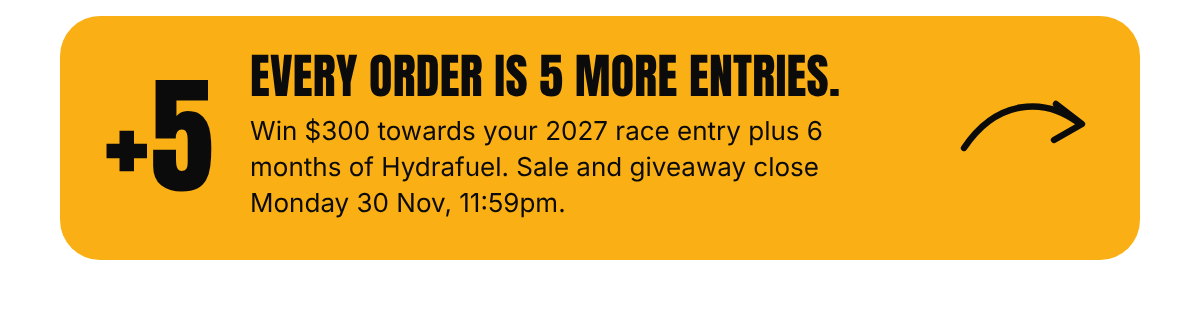 +5
EVERY ORDER IS 5 MORE ENTRIES.
Win $300 towards your 2027 race entry plus 6
months of Hydrafuel. Sale and giveaway close
Monday 30 Nov, 11:59pm.